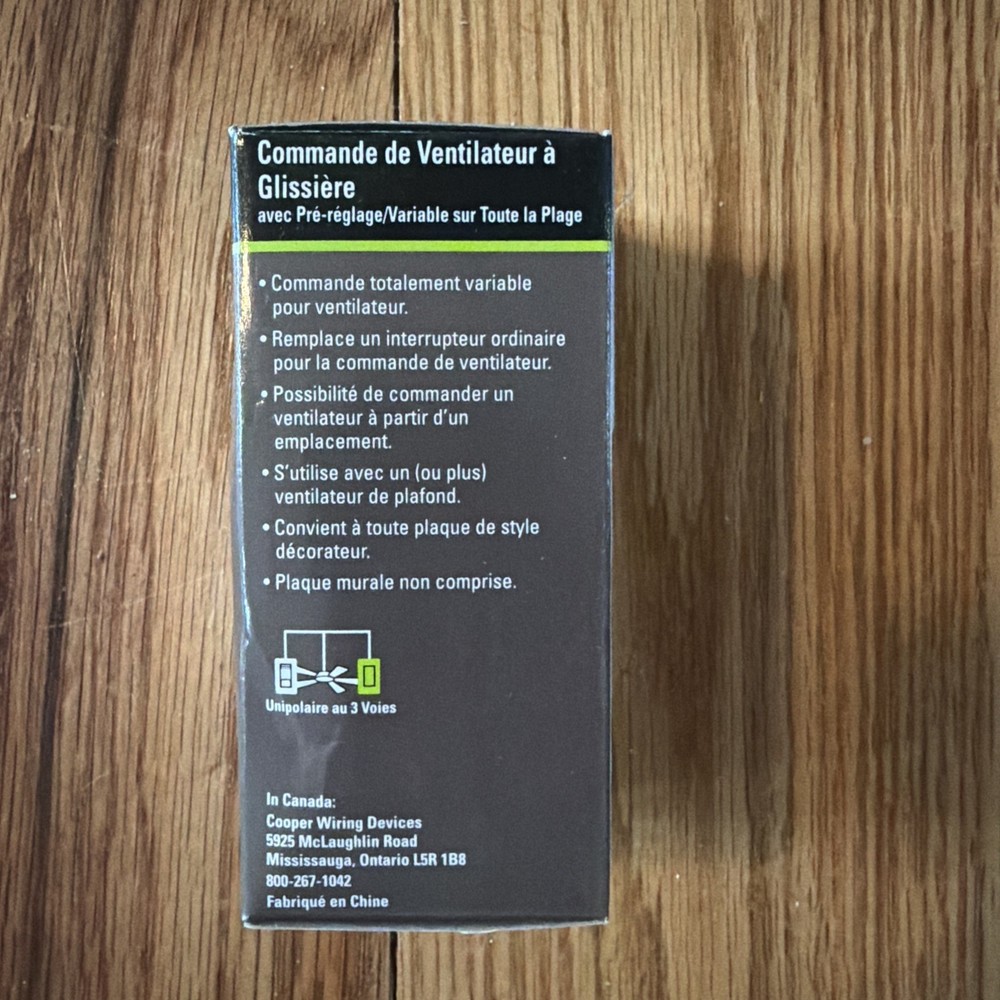 Commande de Ventilateur à
Glissière
avec Pré-réglage/Variable sur Toute la Plage
• Commande totalement variable
pour ventilateur.
• Remplace un interrupteur ordinaire
pour la commande de ventilateur.
• Possibilité de commander un
ventilateur à partir d'un
emplacement.
• S'utilise avec un (ou plus)
ventilateur de plafond.
• Convient à toute plaque de style
décorateur.
• Plaque murale non comprise.
Unipolaire au 3 Voies
In Canada:
Cooper Wiring Devices
5925 McLaughlin Road
Mississauga, Ontario L5R 1B8
800-267-1042
Fabriqué en Chine